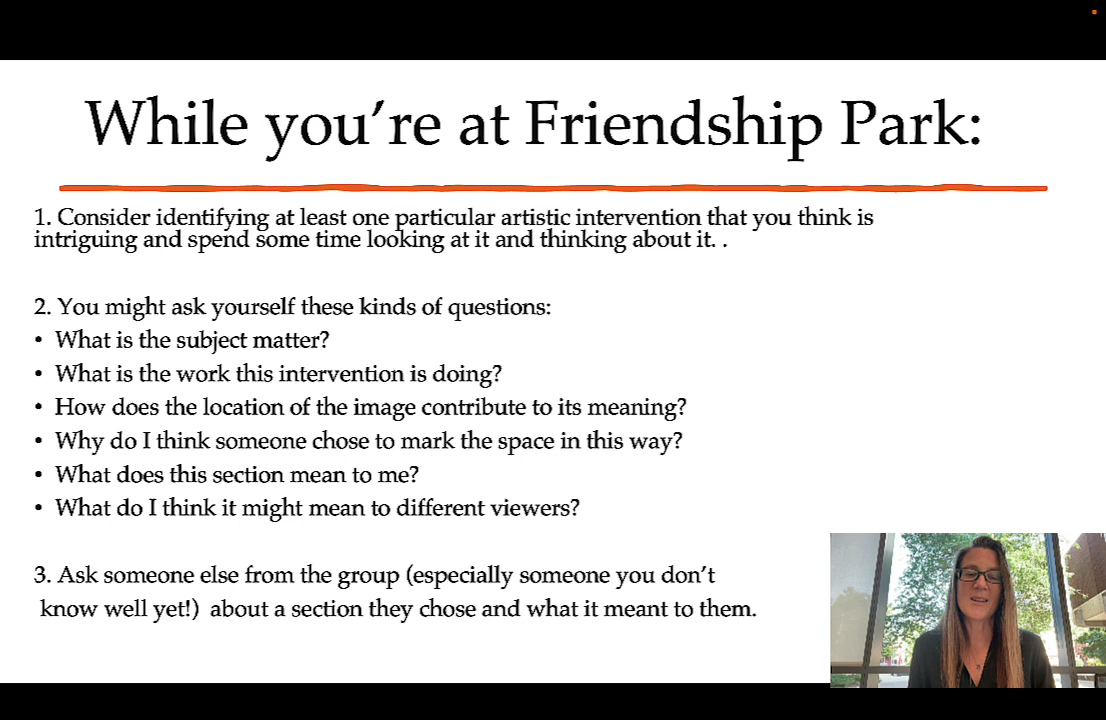 While you're at Friendship Park:
1. Consider identifying at least one particular artistic intervention that you think is
intriguing and spend some time looking at it and thinking about it. .
2. You might ask yourself these kinds of questions:
• What is the subject matter?
• What is the work this intervention is doing?
• How does the location of the image contribute to its meaning?
• Why do I think someone chose to mark the space in this way?
• What does this section mean to me?
• What do I think it might mean to different viewers?
3. Ask someone else from the group (especially someone you don't
know well yet!) about a section they chose and what it meant to them.